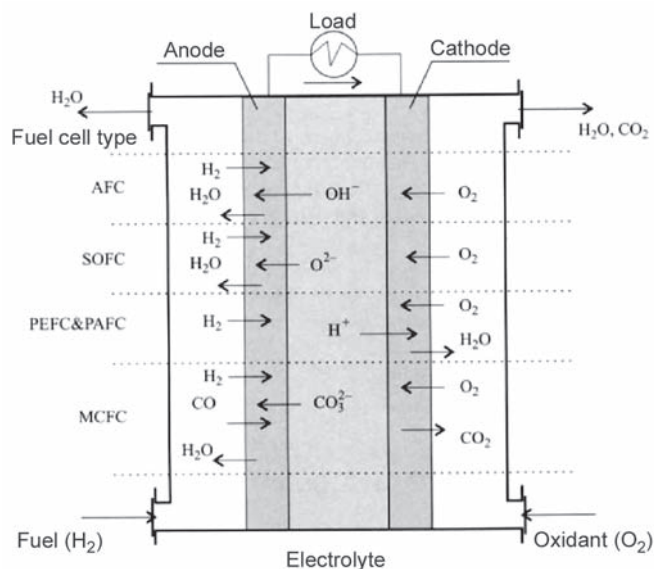 Load
Anode
Cathode
H₂O
H₂O, CO₂
Fuel cell type
AFC
H₂
H₂O
OH⁻
O₂
SOFC
H₂
H₂O
O²⁻
O₂
PEFC&PAFC
H₂
H⁺
O₂
H₂O
MCFC
H₂
CO
CO₃²⁻
O₂
CO₂
H₂O
Fuel (H₂)
Oxidant (O₂)
Electrolyte